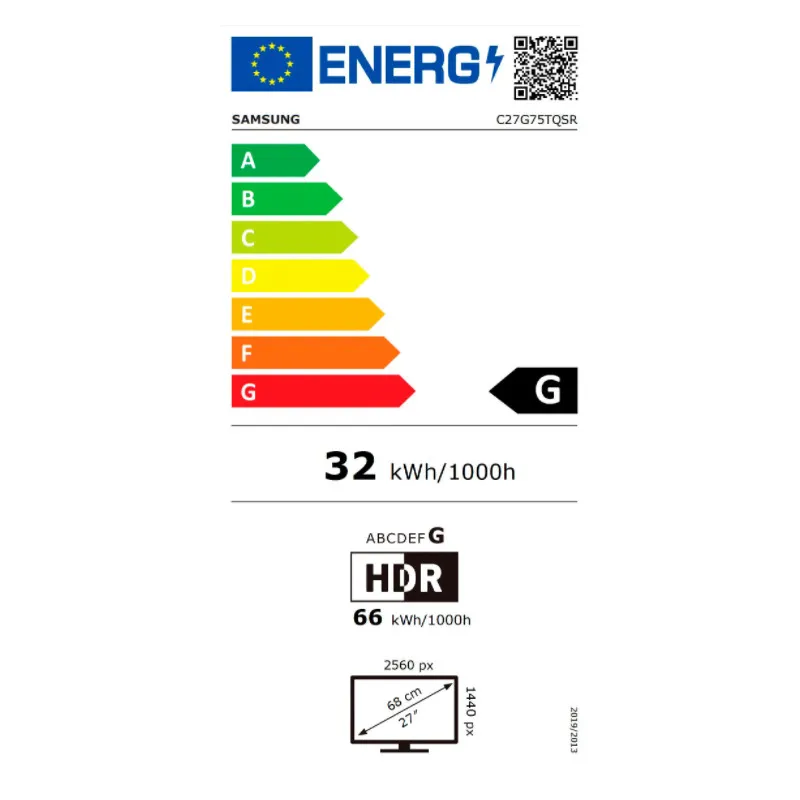 ENERG
SAMSUNG C27G75TQSR
A
B
C
D
E
F
G
G
32 kWh/1000h
ABCDEFG
HDR
66 kWh/1000h
2560 px
68 cm
27"
1440 px
2019/2013